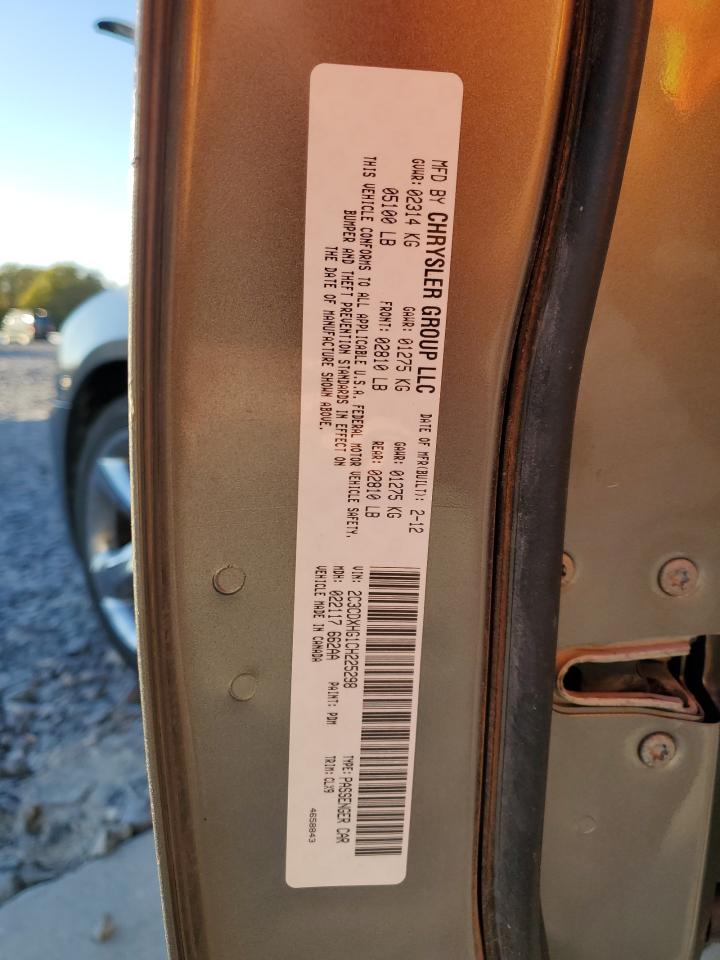 MFD BY CHRYSLER GROUP LLC DATE OF MFR(BUILT): 2-12
GVWR: 02314 KG GAWR: 01275 KG GAWR: 01275 KG
05100 LB FRONT: 02810 LB REAR: 02810 LB
THIS VEHICLE CONFORMS TO ALL APPLICABLE U.S.A. FEDERAL MOTOR VEHICLE SAFETY,
BUMPER AND THEFT PREVENTION STANDARDS IN EFFECT ON
THE DATE OF MANUFACTURE SHOWN ABOVE.
VIN: 2C3CDXHG1CH225298 TYPE: PASSENGER CAR
MDH: 022117 662AA PAINT: PDM TRIM: CLX9
VEHICLE MADE IN CANADA 4658843